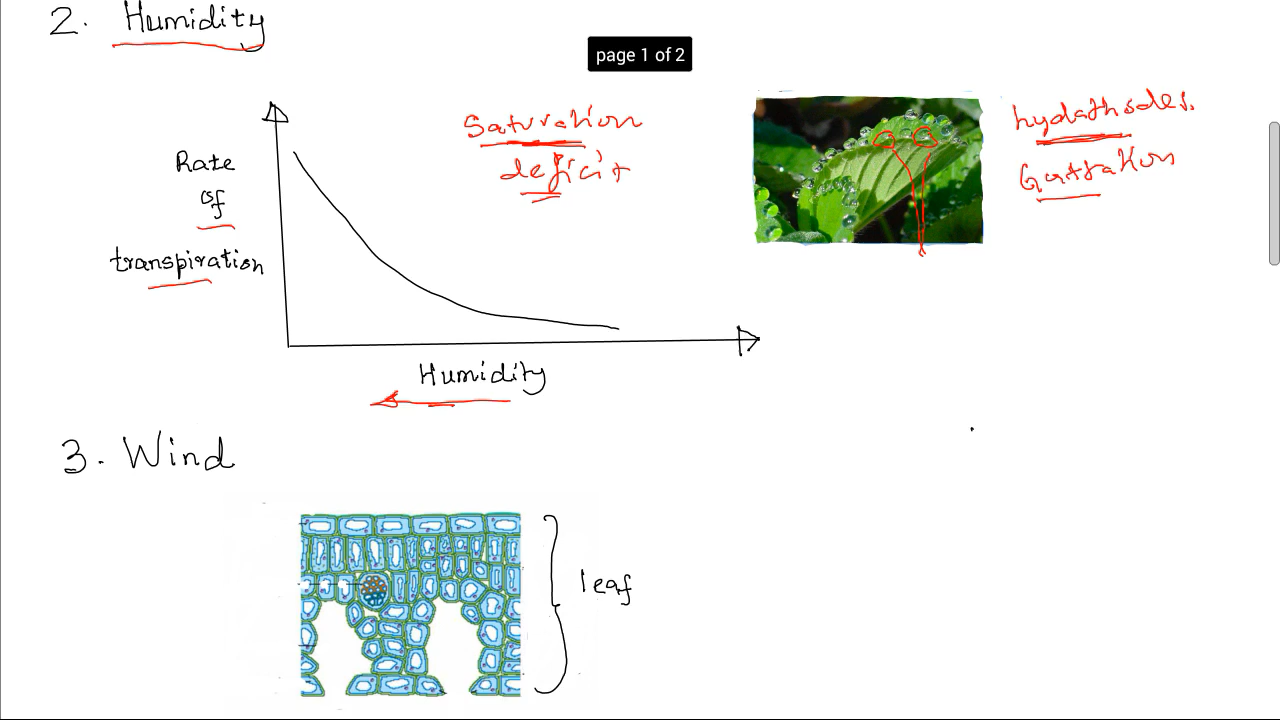 2. Humidity
page 1 of 2
Saturation
deficit
hydathodes.
Guttation
Rate
of
transpiration
Humidity
3. Wind
leaf